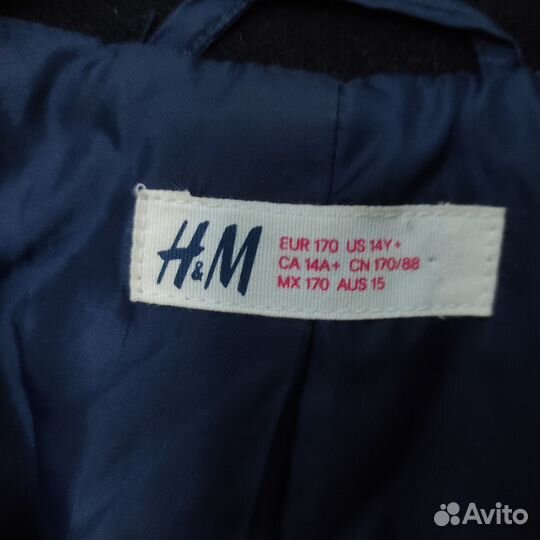 H&M
EUR 170 US 14Y+
CA 14A+ CN 170/88
MX 170 AUS 15
Avito